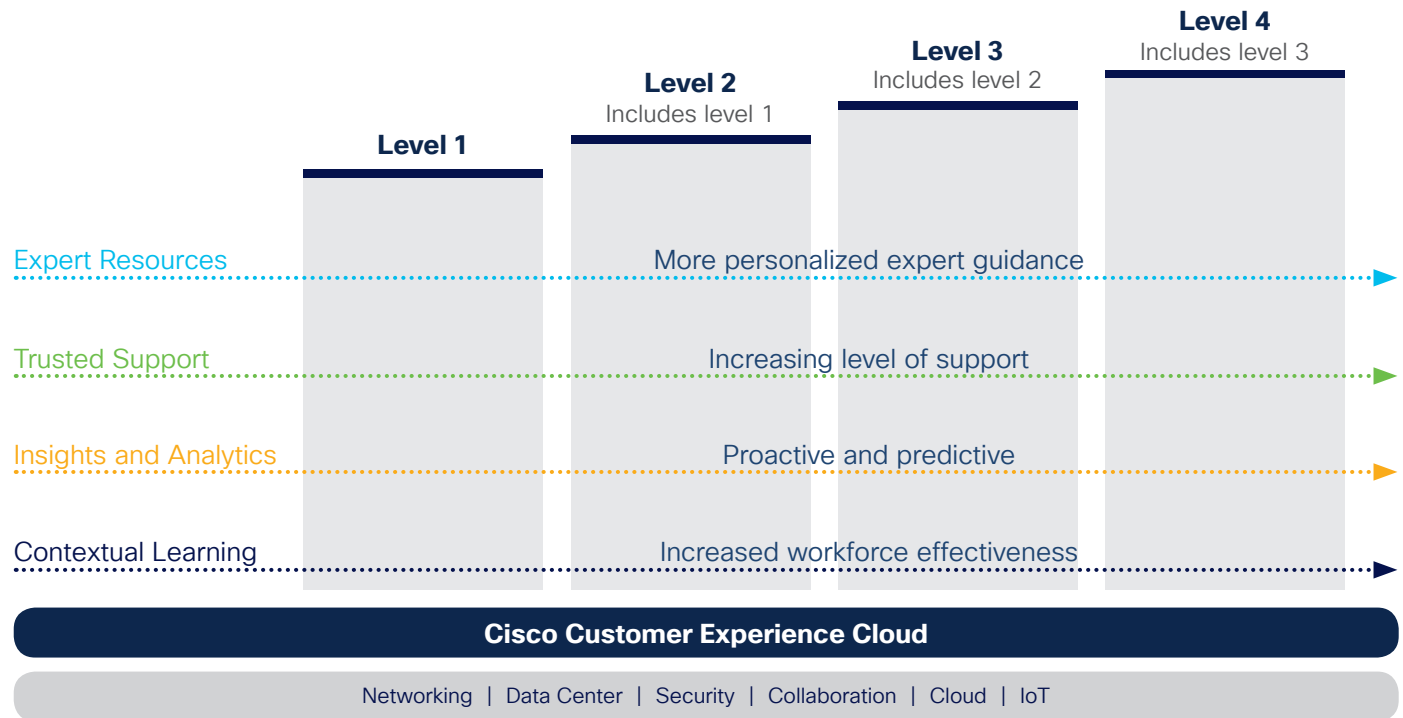 Level 4
Includes level 3
Level 3
Includes level 2
Level 2
Includes level 1
Level 1
Expert Resources
More personalized expert guidance
Trusted Support
Increasing level of support
Insights and Analytics
Proactive and predictive
Contextual Learning
Increased workforce effectiveness
Cisco Customer Experience Cloud
Networking | Data Center | Security | Collaboration | Cloud | IoT